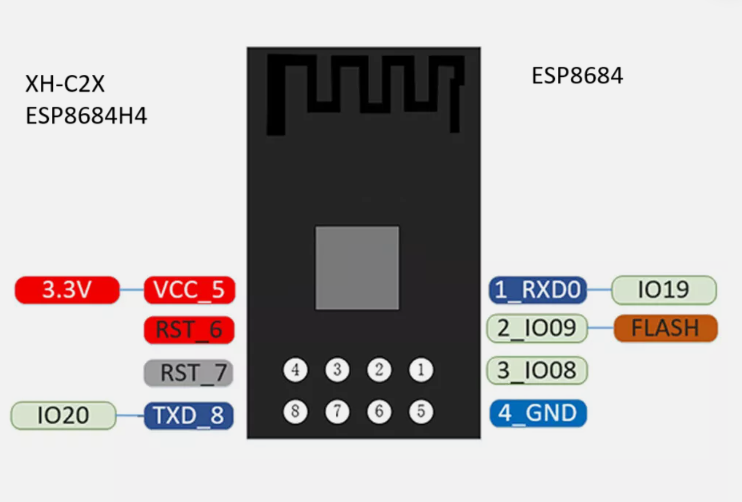 XH-C2X
ESP8684H4
ESP8684
3.3V VCC_5
RST_6
RST_7
IO20 TXD_8
4 3 2 1
8 7 6 5
1_RXD0 IO19
2_IO09 FLASH
3_IO08
4_GND